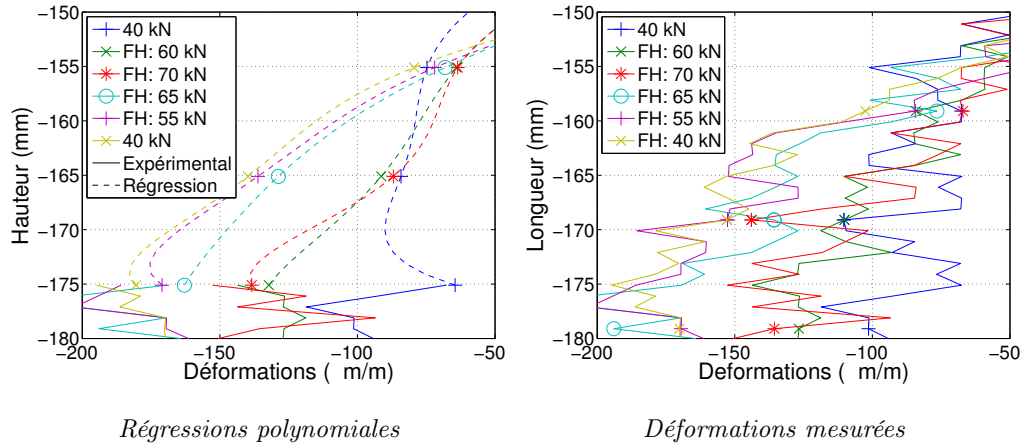 −150
−155
−160
−165
−170
−175
−180
Hauteur (mm)
−200
−150
−100
−50
Déformations ( m/m)
40 kN
FH: 60 kN
FH: 70 kN
FH: 65 kN
FH: 55 kN
40 kN
Expérimental
Régression
Régressions polynomiales
−150
−155
−160
−165
−170
−175
−180
Longueur (mm)
−200
−150
−100
−50
Deformations ( m/m)
40 kN
FH: 60 kN
FH: 70 kN
FH: 65 kN
FH: 55 kN
FH: 40 kN
Déformations mesurées